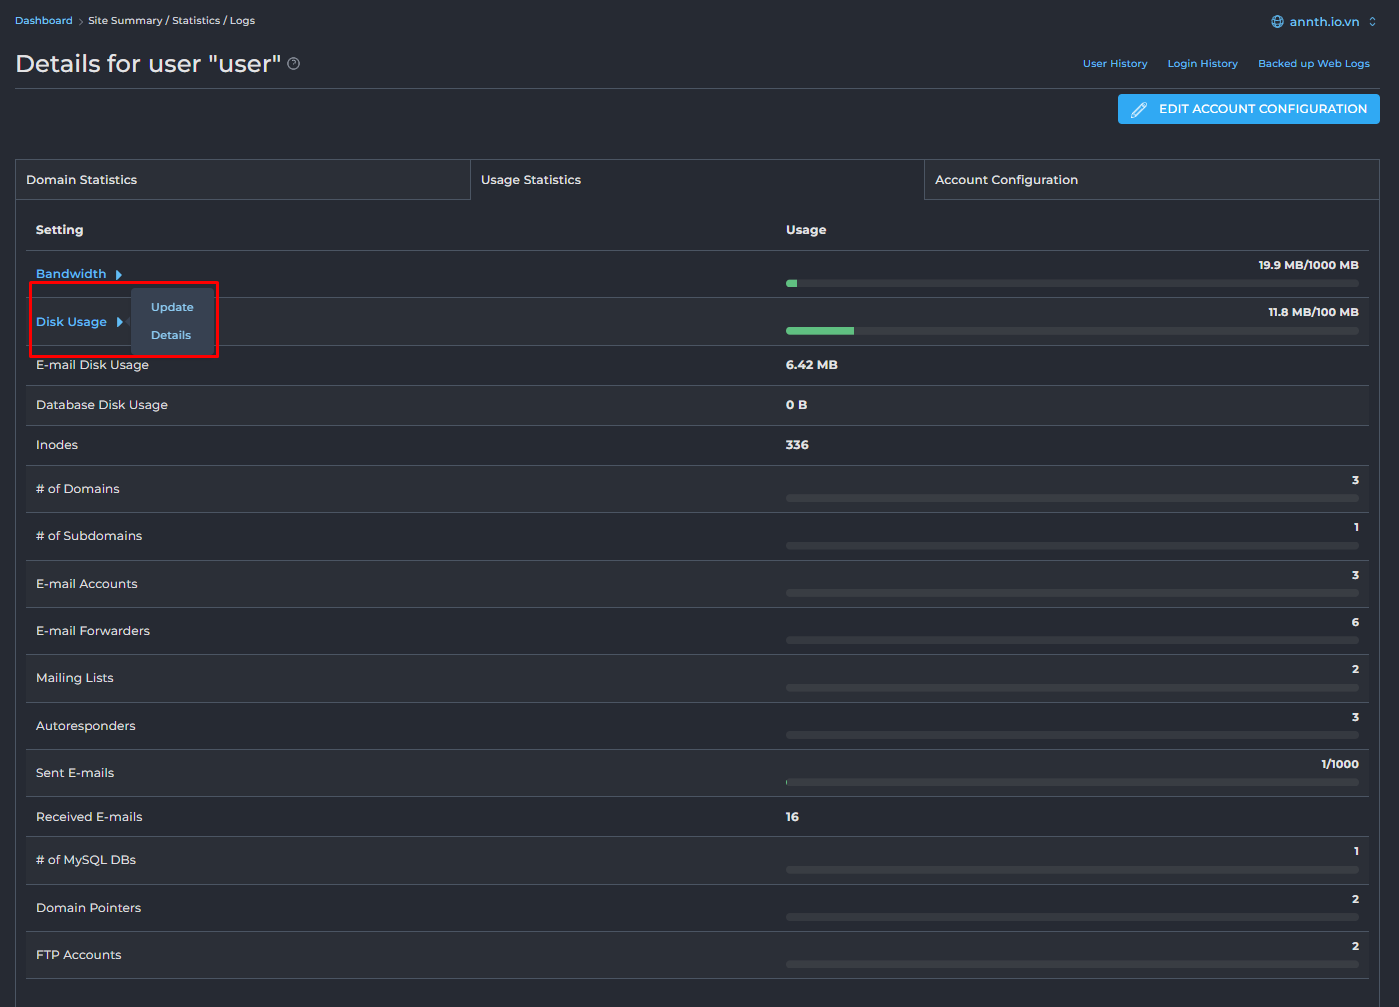 Dashboard > Site Summary / Statistics / Logs
annth.io.vn
Details for user "user"
User History Login History Backed up Web Logs
EDIT ACCOUNT CONFIGURATION
Domain Statistics Usage Statistics Account Configuration
Setting Usage
Bandwidth 19.9 MB/1000 MB
Disk Usage 11.8 MB/100 MB
Update
Details
E-mail Disk Usage 6.42 MB
Database Disk Usage 0 B
Inodes 336
# of Domains 3
# of Subdomains 1
E-mail Accounts 3
E-mail Forwarders 6
Mailing Lists 2
Autoresponders 3
Sent E-mails 1/1000
Received E-mails 16
# of MySQL DBs 1
Domain Pointers 2
FTP Accounts 2